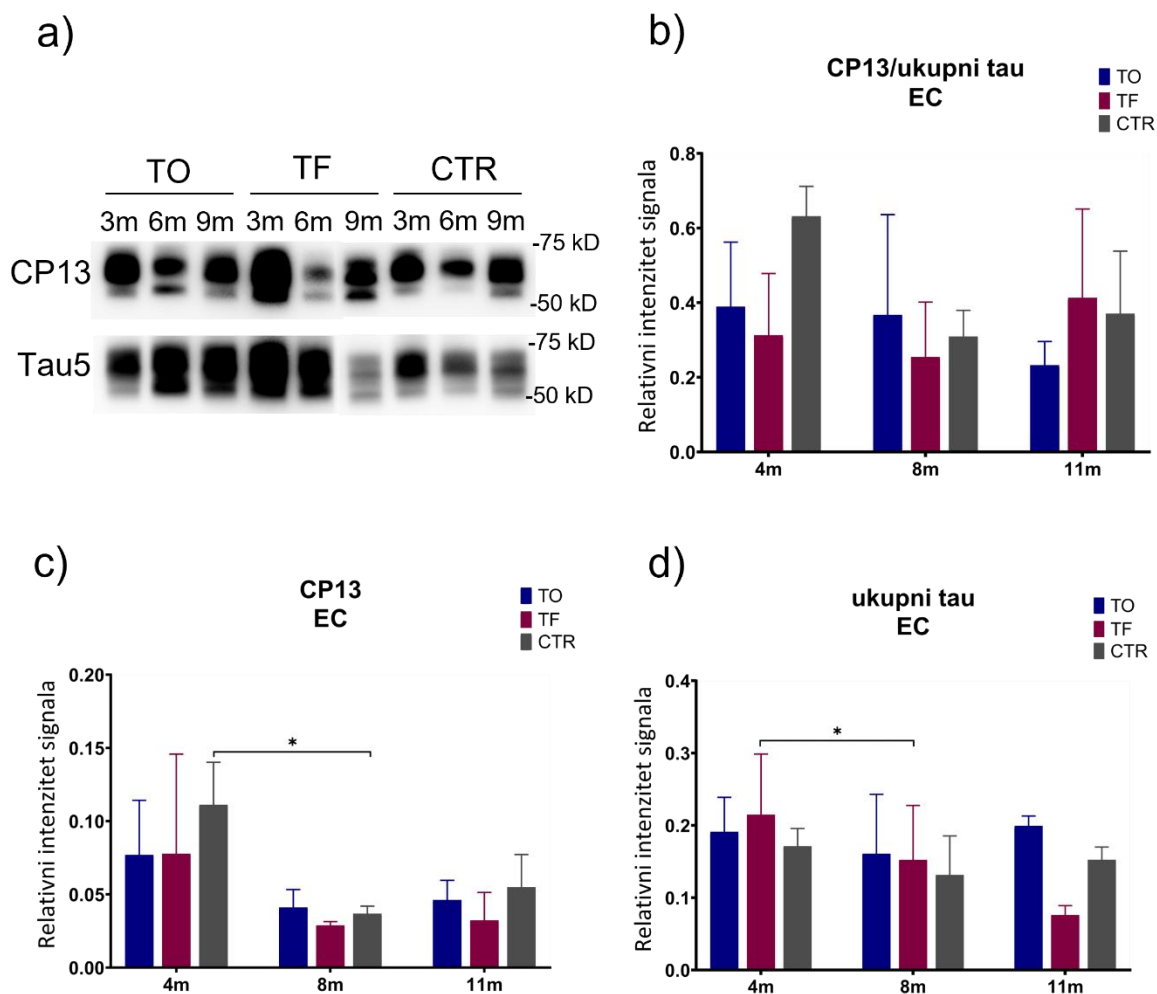 a)
TO TF CTR
3m 6m 9m 3m 6m 9m 3m 6m 9m
CP13
-75 kD
-50 kD
Tau5
-75 kD
-50 kD
b)
CP13/ukupni tau
EC
TO
TF
CTR
Relativni intenzitet signala
0.8
0.6
0.4
0.2
0.0
4m 8m 11m
c)
CP13
EC
TO
TF
CTR
Relativni intenzitet signala
0.20
0.15
0.10
0.05
0.00
*
4m 8m 11m
d)
ukupni tau
EC
TO
TF
CTR
Relativni intenzitet signala
0.4
0.3
0.2
0.1
0.0
*
4m 8m 11m